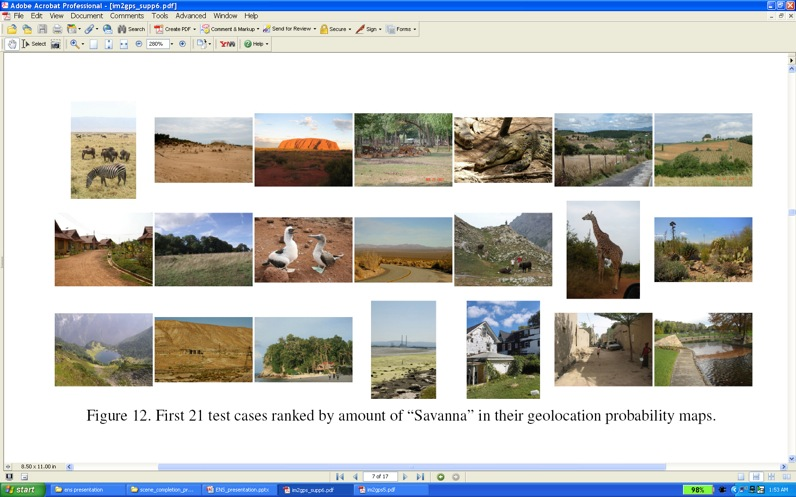 Adobe Acrobat Professional - [im2gps_supp6.pdf]
File Edit View Document Comments Tools Advanced Window Help
Search Create PDF Comment & Markup Send for Review Secure Sign Forms
Select 280% Help
Figure 12. First 21 test cases ranked by amount of “Savanna” in their geolocation probability maps.
8.50 x 11.00 in
7 of 17
start ens presentation scene_completion_pr... ENS_presentation.pptx im2gps_supp6.pdf im2gps5.pdf 98% 1:53 AM